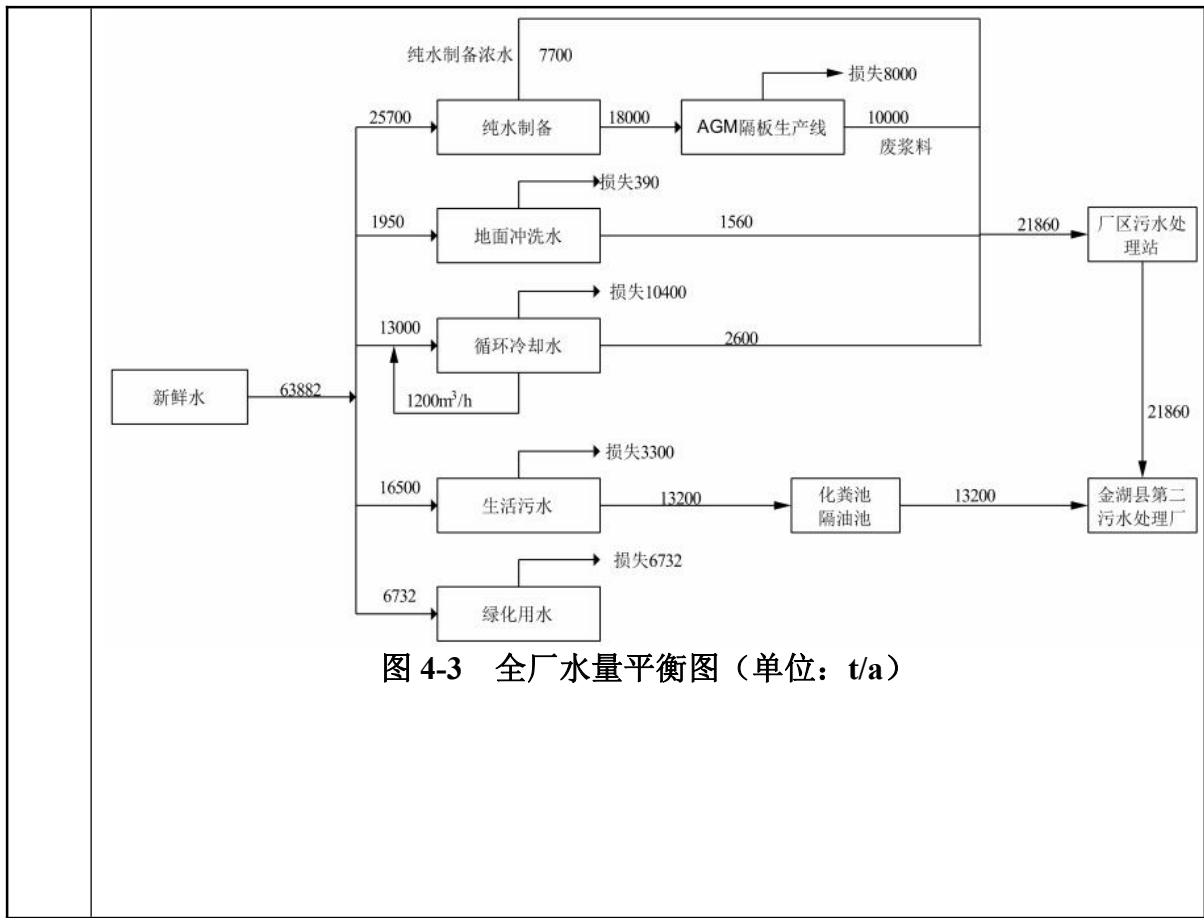 纯水制备浓水
7700
损失8000
25700
纯水制备
18000
AGM隔板生产线
10000
废浆料
损失390
1950
地面冲洗水
1560
21860
厂区污水处
理站
损失10400
13000
循环冷却水
2600
1200m³/h
新鲜水
63882
21860
损失3300
16500
生活污水
13200
化粪池
隔油池
13200
金湖县第二
污水处理厂
损失6732
6732
绿化用水
图 4-3 全厂水量平衡图（单位：t/a）